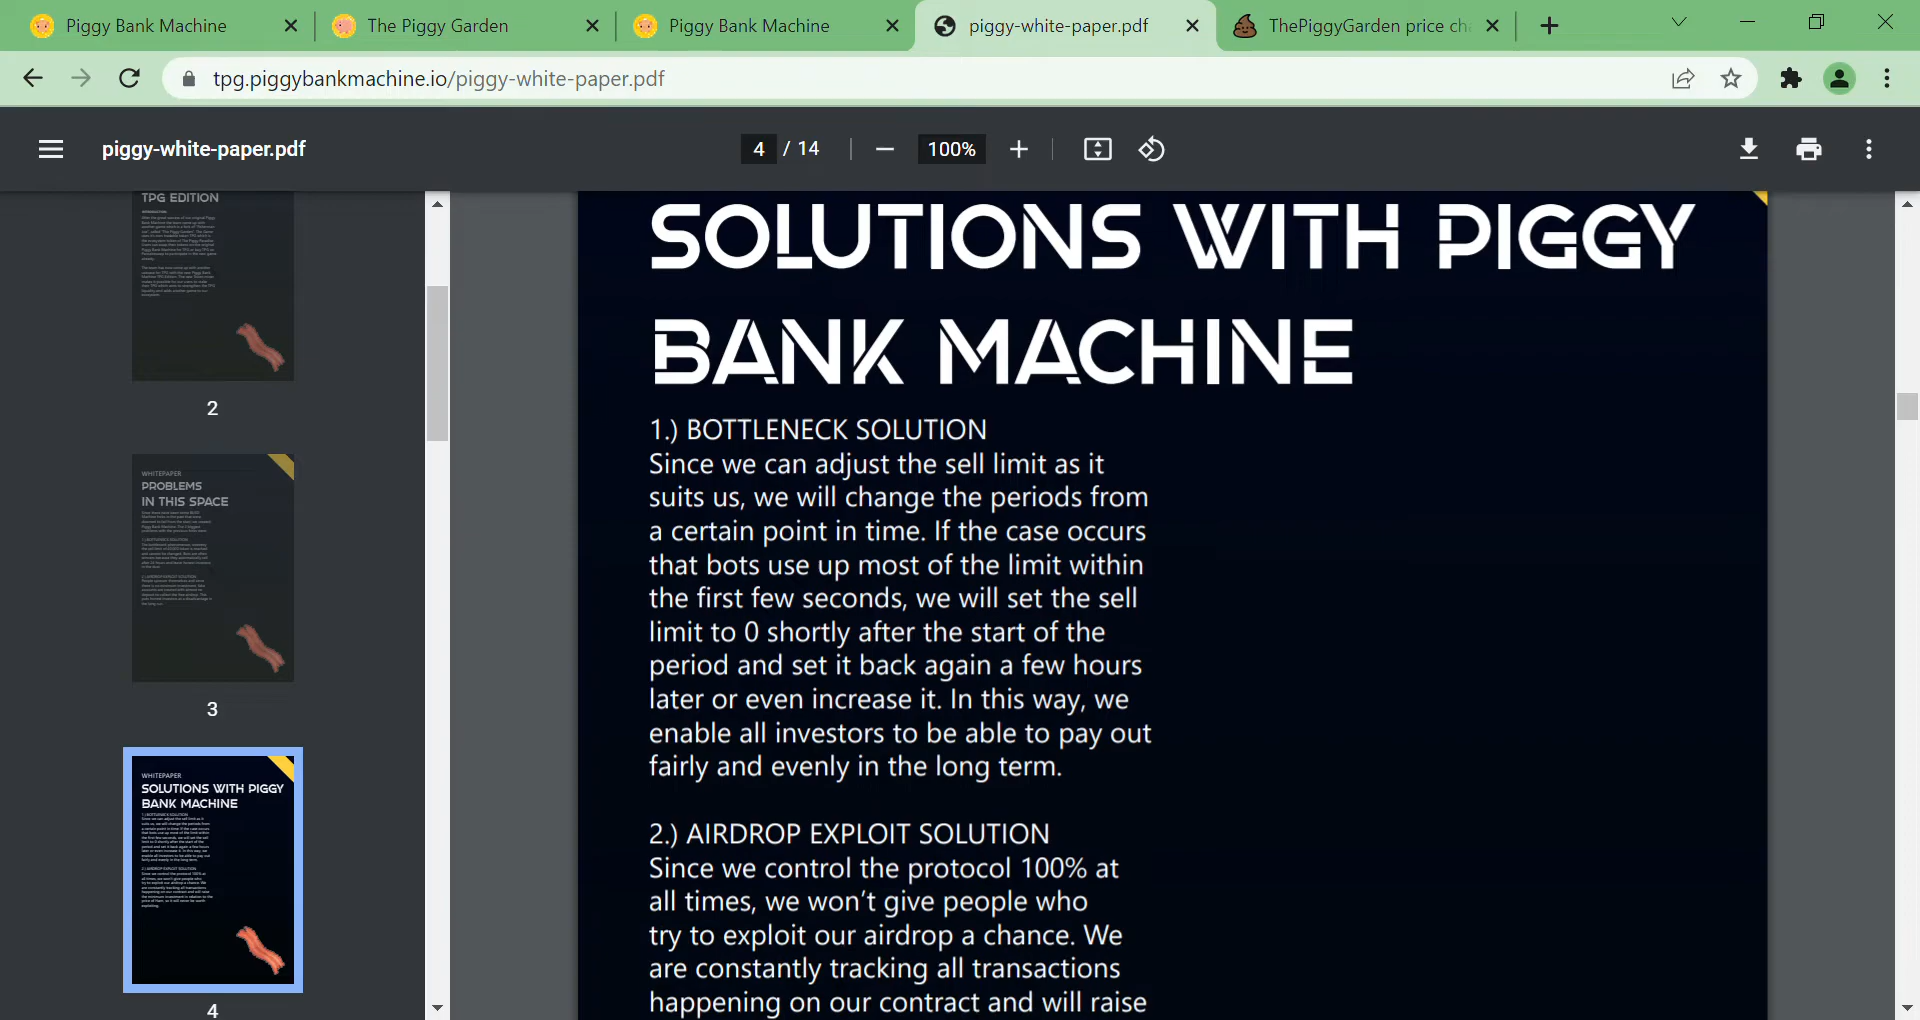 Piggy Bank Machine
The Piggy Garden
Piggy Bank Machine
piggy-white-paper.pdf
ThePiggyGarden price ch
tpg.piggybankmachine.io/piggy-white-paper.pdf
piggy-white-paper.pdf
4 / 14
100%
TPG EDITION
2
WHITEPAPER
PROBLEMS
IN THIS SPACE
3
WHITEPAPER
SOLUTIONS WITH PIGGY
BANK MACHINE
4
SOLUTIONS WITH PIGGY
BANK MACHINE
1.) BOTTLENECK SOLUTION
Since we can adjust the sell limit as it
suits us, we will change the periods from
a certain point in time. If the case occurs
that bots use up most of the limit within
the first few seconds, we will set the sell
limit to 0 shortly after the start of the
period and set it back again a few hours
later or even increase it. In this way, we
enable all investors to be able to pay out
fairly and evenly in the long term.
2.) AIRDROP EXPLOIT SOLUTION
Since we control the protocol 100% at
all times, we won't give people who
try to exploit our airdrop a chance. We
are constantly tracking all transactions
happening on our contract and will raise